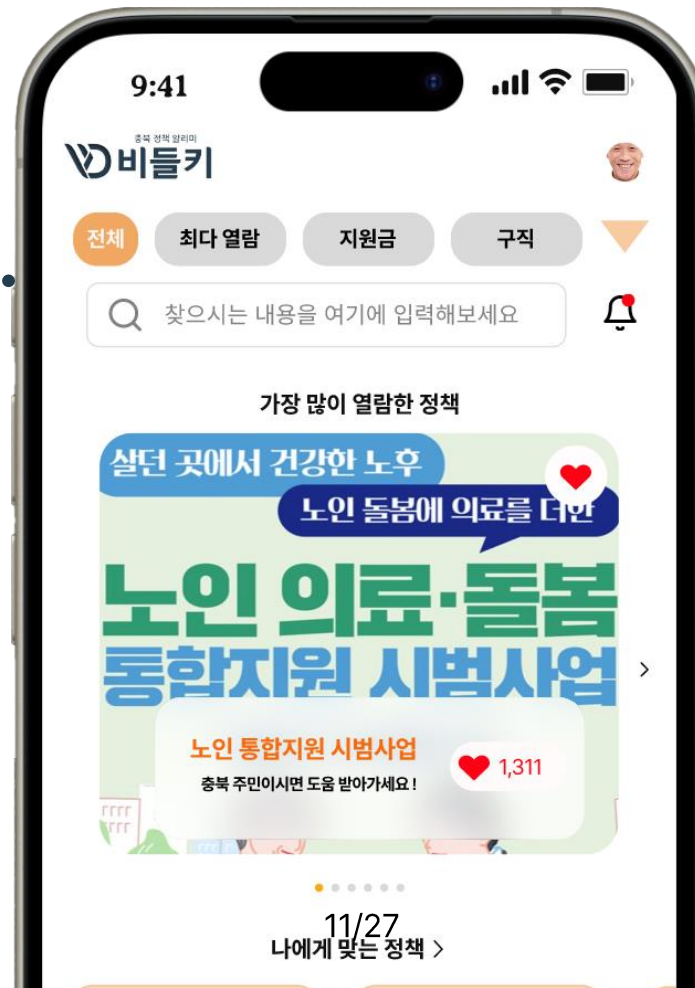 9:41
충북 정책 알리미
비들키
전체 최다 열람 지원금 구직
찾으시는 내용을 여기에 입력해보세요
가장 많이 열람한 정책
살던 곳에서 건강한 노후
노인 돌봄에 의료를 더한
노인 의료·돌봄
통합지원 시범사업
노인 통합지원 시범사업
1,311
충북 주민이시면 도움 받아가세요 !
11/27
나에게 맞는 정책 >